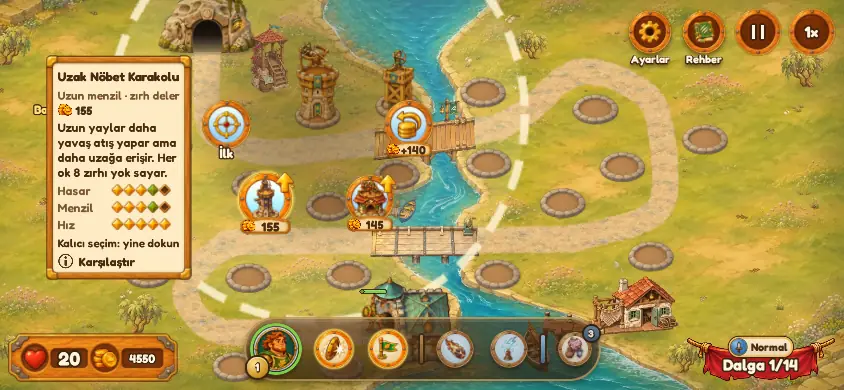 Uzak Nöbet Karakolu
Uzun menzil · zırh deler
155
Uzun yaylar daha
yavaş atış yapar ama
daha uzağa erişir. Her
ok 8 zırhı yok sayar.
Hasar
Menzil
Hız
Kalıcı seçim: yine dokun
Karşılaştır
İlk
+140
155
145
Ayarlar
Rehber
1x
20
4550
1
3
Normal
Dalga 1/14